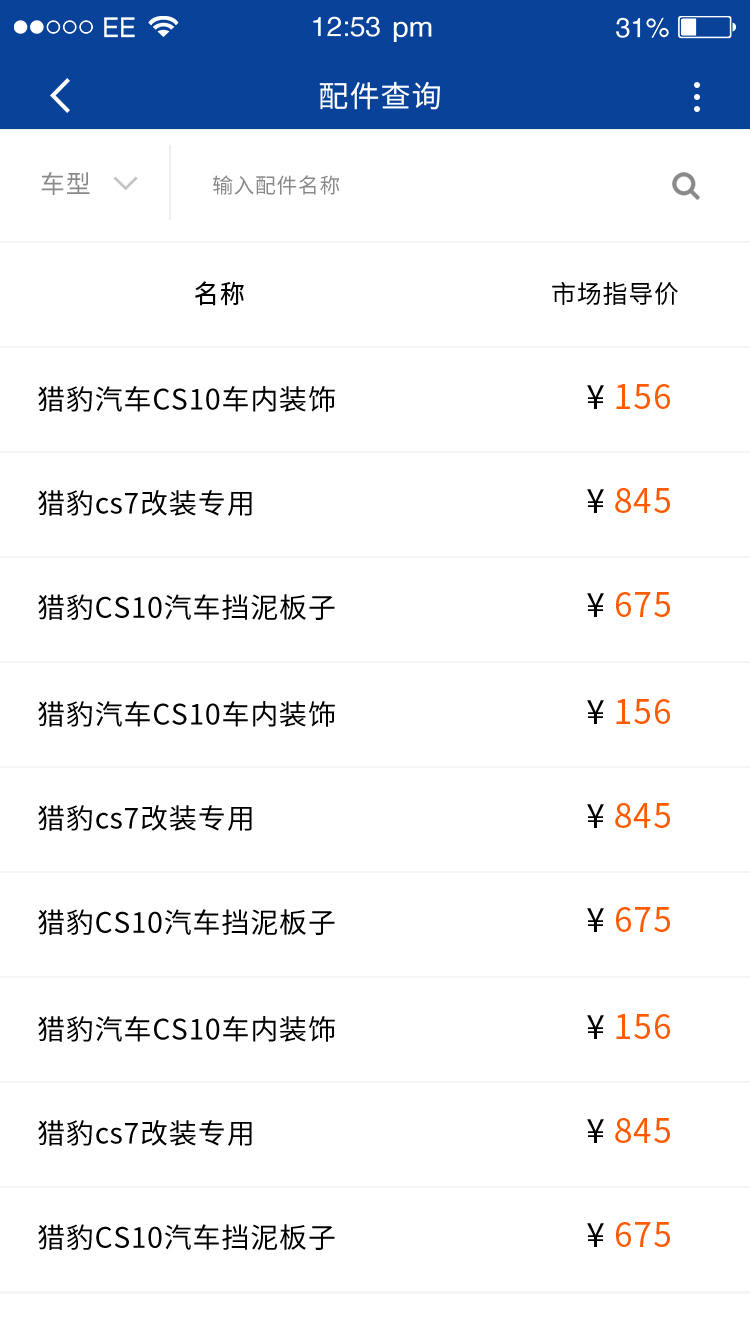 EE 12:53 pm 31%
配件查询
车型 输入配件名称
名称 市场指导价
猎豹汽车CS10车内装饰 ¥ 156
猎豹cs7改装专用 ¥ 845
猎豹CS10汽车挡泥板子 ¥ 675
猎豹汽车CS10车内装饰 ¥ 156
猎豹cs7改装专用 ¥ 845
猎豹CS10汽车挡泥板子 ¥ 675
猎豹汽车CS10车内装饰 ¥ 156
猎豹cs7改装专用 ¥ 845
猎豹CS10汽车挡泥板子 ¥ 675